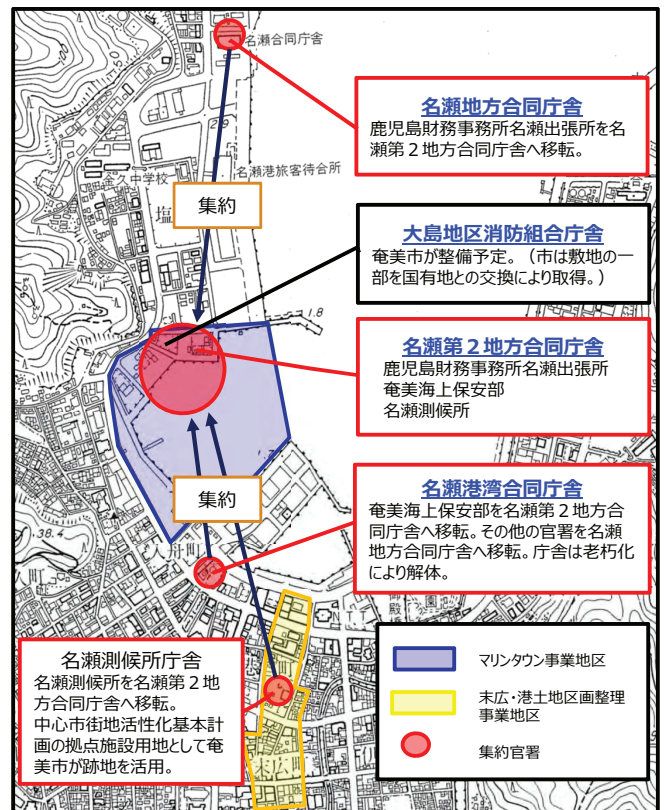 名瀬合同庁舎
名瀬地方合同庁舎
鹿児島財務事務所名瀬出張所を名
瀬第2地方合同庁舎へ移転。
2.9
金久中学校
名瀬港旅客待合所
集約
塩
大島地区消防組合庁舎
奄美市が整備予定。（市は敷地の一
部を国有地との交換により取得。）
1.8
名瀬第2地方合同庁舎
鹿児島財務事務所名瀬出張所
奄美海上保安部
名瀬測候所
集約
名瀬港湾合同庁舎
奄美海上保安部を名瀬第2地方合
同庁舎へ移転。その他の官署を名瀬
地方合同庁舎へ移転。庁舎は老朽化
により解体。
38.4
入舟町
名瀬測候所庁舎
名瀬測候所を名瀬第2地
方合同庁舎へ移転。
中心市街地活性化基本計
画の拠点施設用地として奄
美市が跡地を活用。
末広町
マリンタウン事業地区
末広・港土地区画整理
事業地区
集約官署